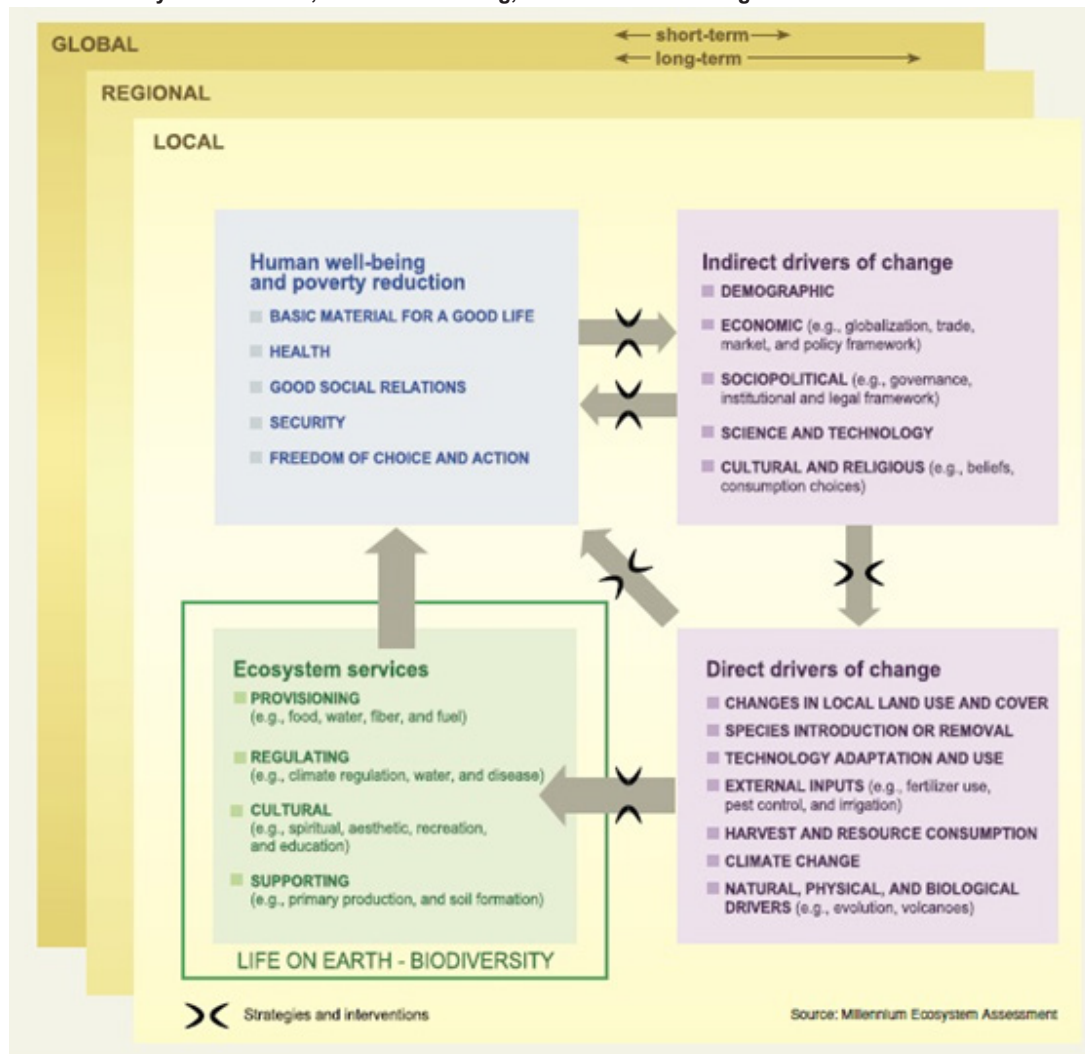 GLOBAL
short-term
long-term
REGIONAL
LOCAL
Human well-being
and poverty reduction
BASIC MATERIAL FOR A GOOD LIFE
HEALTH
GOOD SOCIAL RELATIONS
SECURITY
FREEDOM OF CHOICE AND ACTION
Indirect drivers of change
DEMOGRAPHIC
ECONOMIC (e.g., globalization, trade,
market, and policy framework)
SOCIOPOLITICAL (e.g., governance,
institutional and legal framework)
SCIENCE AND TECHNOLOGY
CULTURAL AND RELIGIOUS (e.g., beliefs,
consumption choices)
Ecosystem services
PROVISIONING
(e.g., food, water, fiber, and fuel)
REGULATING
(e.g., climate regulation, water, and disease)
CULTURAL
(e.g., spiritual, aesthetic, recreation,
and education)
SUPPORTING
(e.g., primary production, and soil formation)
LIFE ON EARTH - BIODIVERSITY
Direct drivers of change
CHANGES IN LOCAL LAND USE AND COVER
SPECIES INTRODUCTION OR REMOVAL
TECHNOLOGY ADAPTATION AND USE
EXTERNAL INPUTS (e.g., fertilizer use,
pest control, and irrigation)
HARVEST AND RESOURCE CONSUMPTION
CLIMATE CHANGE
NATURAL, PHYSICAL, AND BIOLOGICAL
DRIVERS (e.g., evolution, volcanoes)
Strategies and interventions
Source: Millennium Ecosystem Assessment